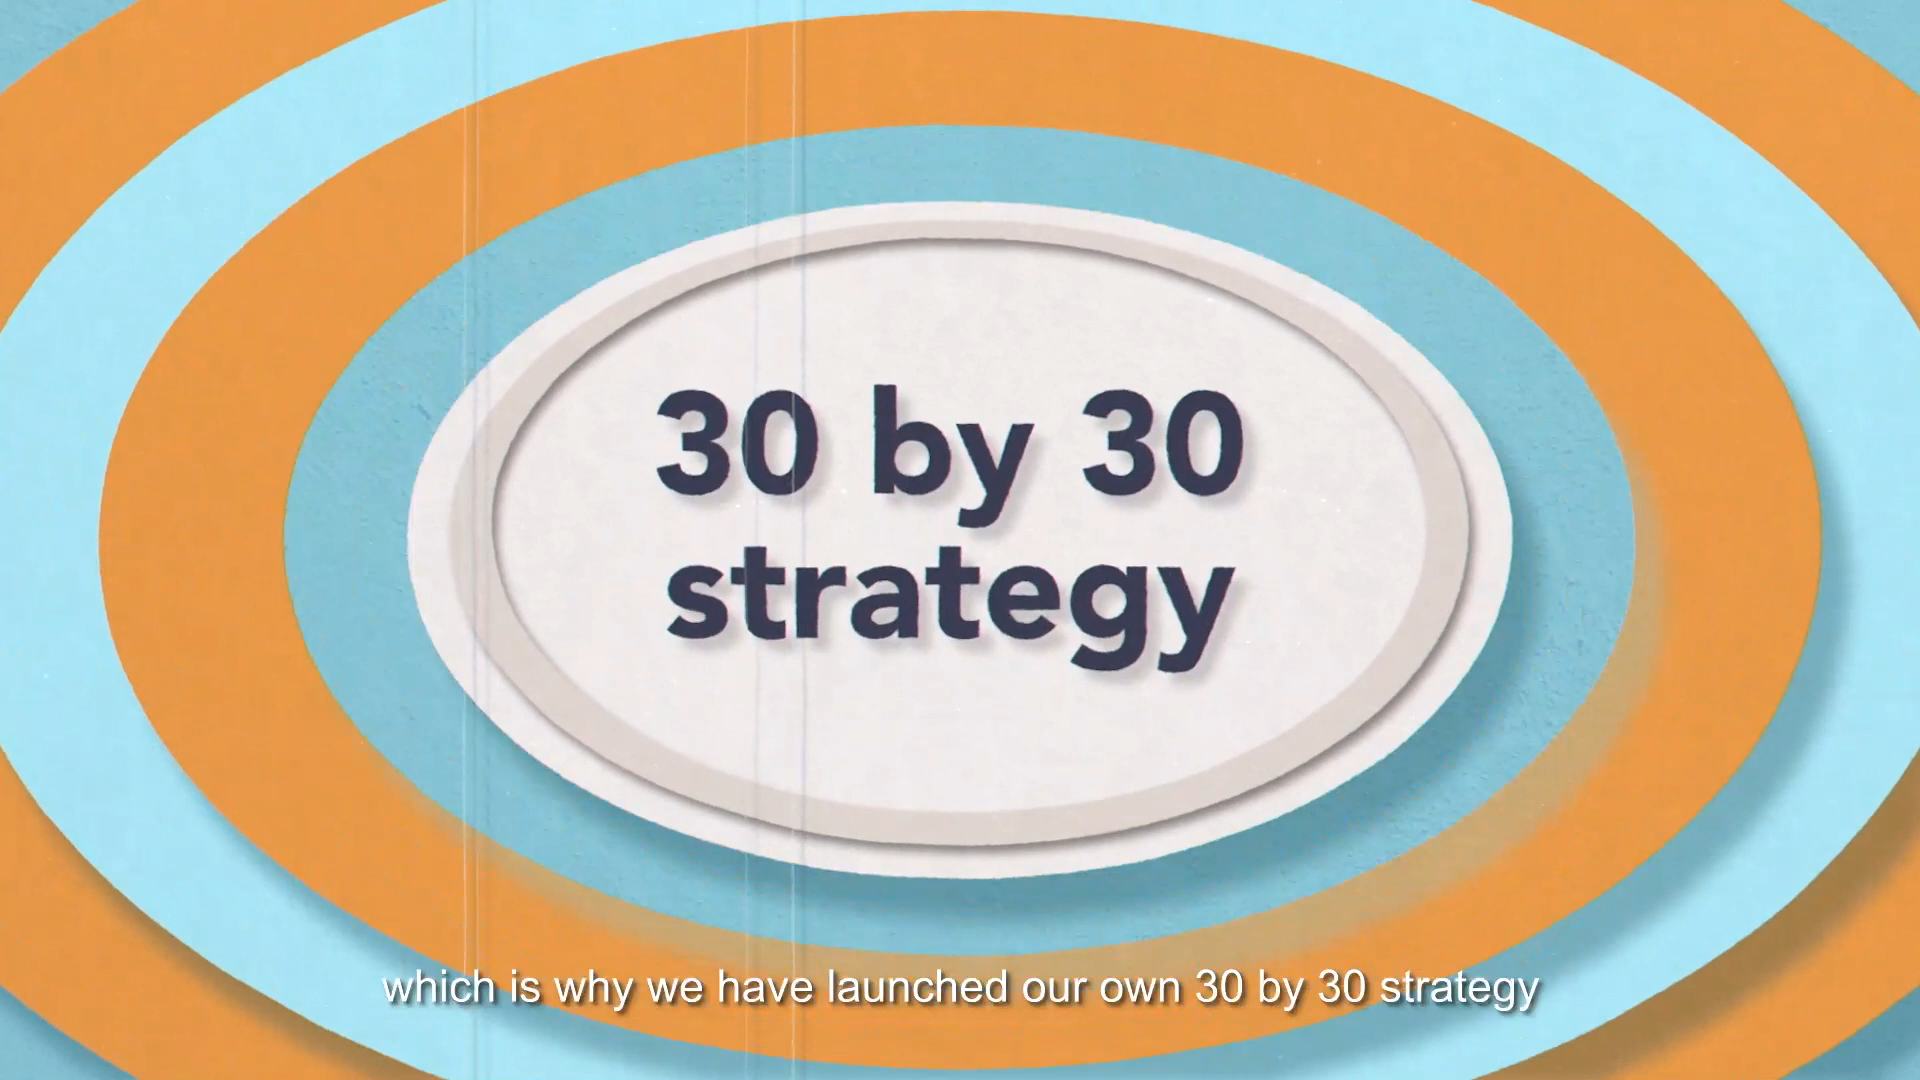 30 by 30
strategy
which is why we have launched our own 30 by 30 strategy